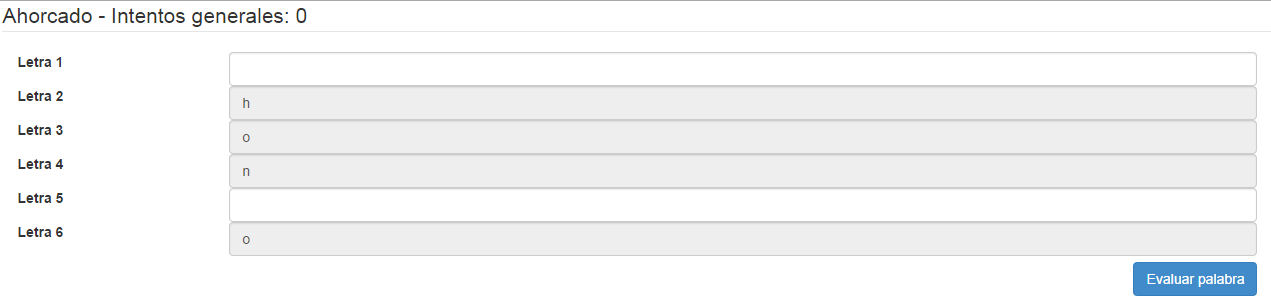 Ahorcado - Intentos generales: 0
Letra 1
Letra 2 h
Letra 3 o
Letra 4 n
Letra 5
Letra 6 o
Evaluar palabra